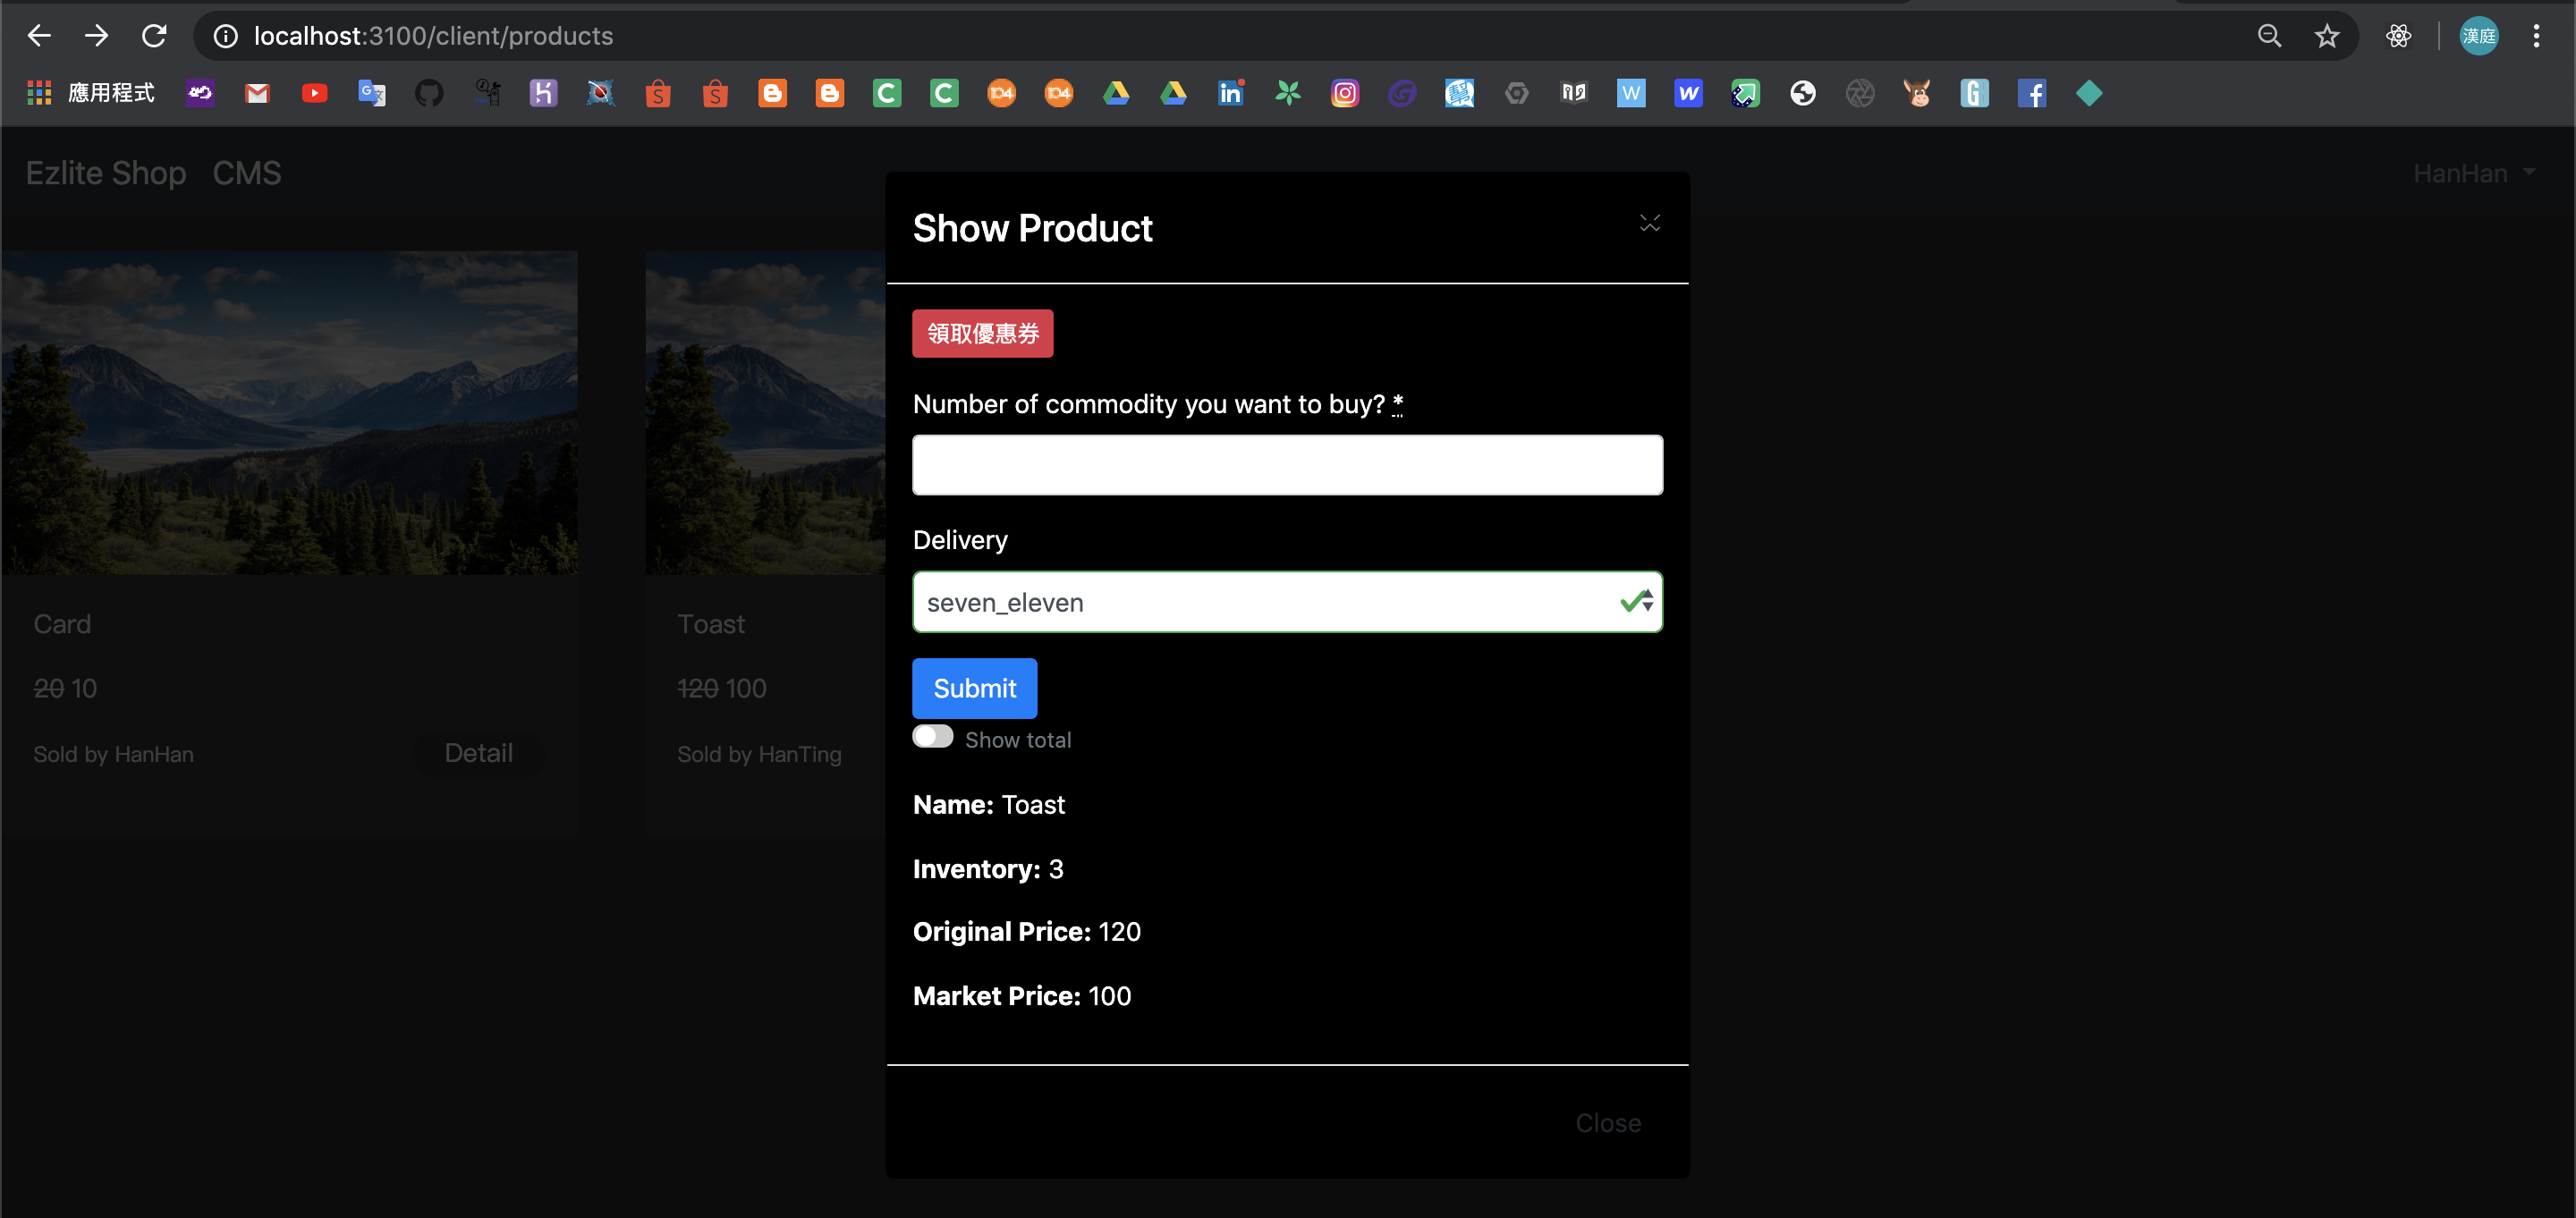 localhost:3100/client/products
漢庭
應用程式
Ezlite Shop CMS
HanHan
Show Product
領取優惠券
Number of commodity you want to buy? *
Delivery
seven_eleven
Submit
Show total
Name: Toast
Inventory: 3
Original Price: 120
Market Price: 100
Close
Card
20 10
Sold by HanHan
Detail
Toast
120 100
Sold by HanTing